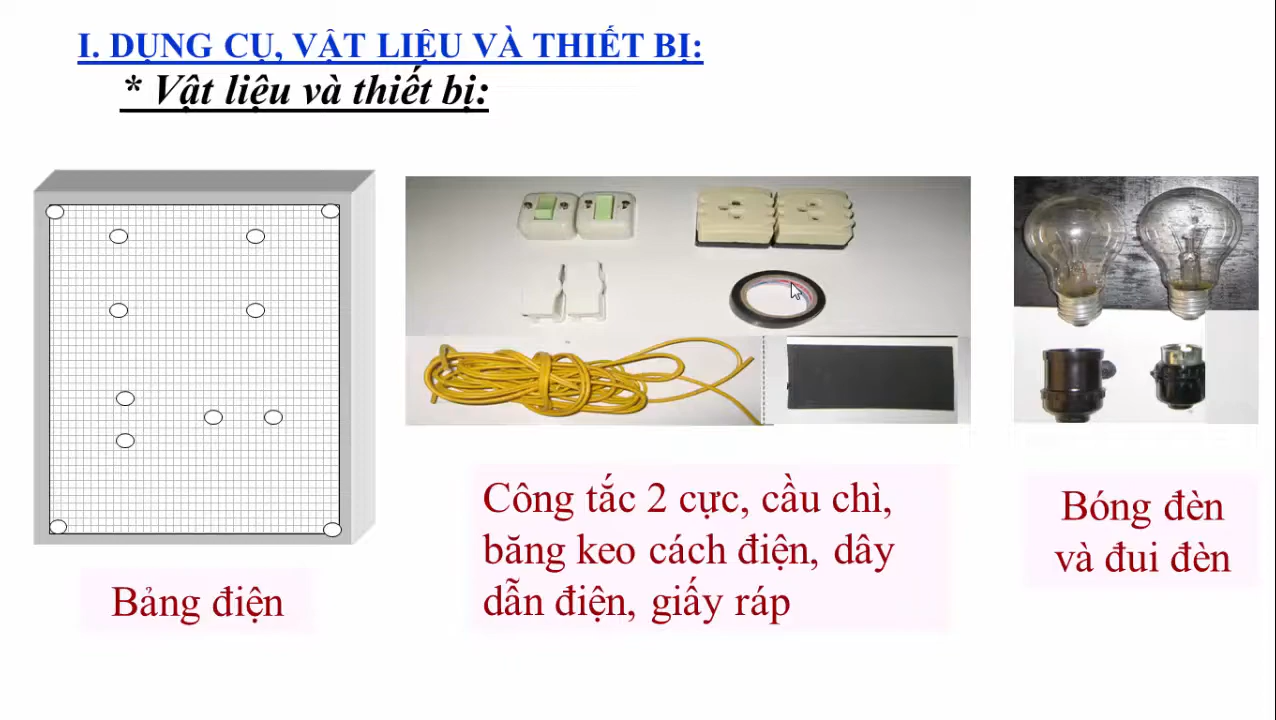 I. DỤNG CỤ, VẬT LIỆU VÀ THIẾT BỊ:
* Vật liệu và thiết bị:
Bảng điện
Công tắc 2 cực, cầu chì,
băng keo cách điện, dây
dẫn điện, giấy ráp
Bóng đèn
và đui đèn